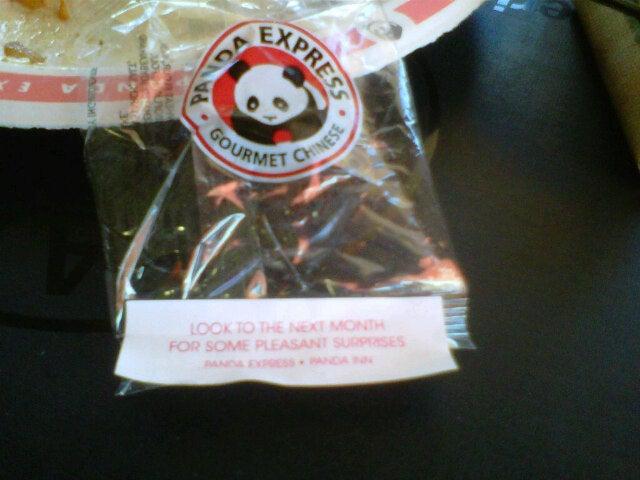 PANDA EXPRESS
• GOURMET CHINESE •
LOOK TO THE NEXT MONTH
FOR SOME PLEASANT SURPRISES
PANDA EXPRESS • PANDA INN